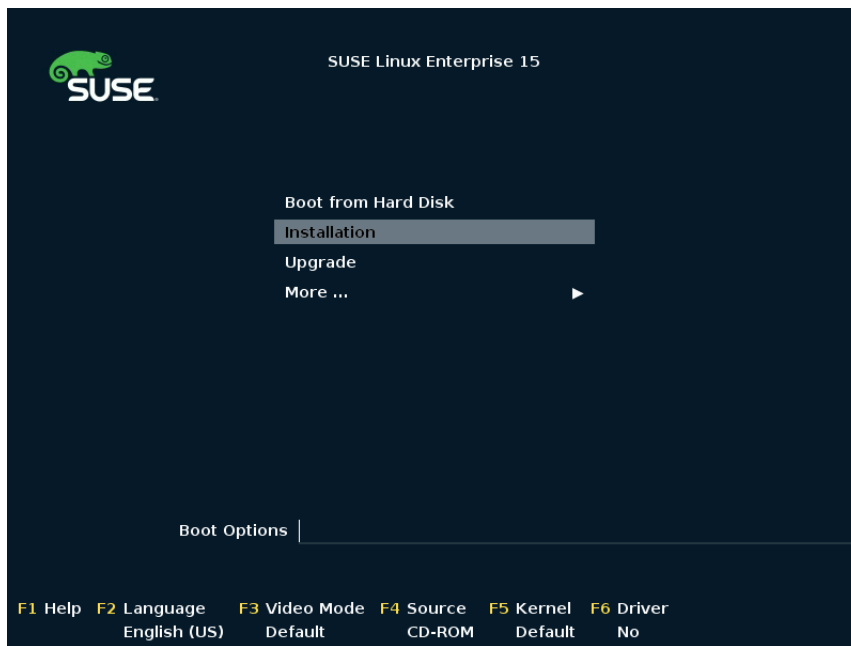 SUSE
SUSE Linux Enterprise 15
Boot from Hard Disk
Installation
Upgrade
More ...
Boot Options
F1 Help F2 Language F3 Video Mode F4 Source F5 Kernel F6 Driver
English (US) Default CD-ROM Default No